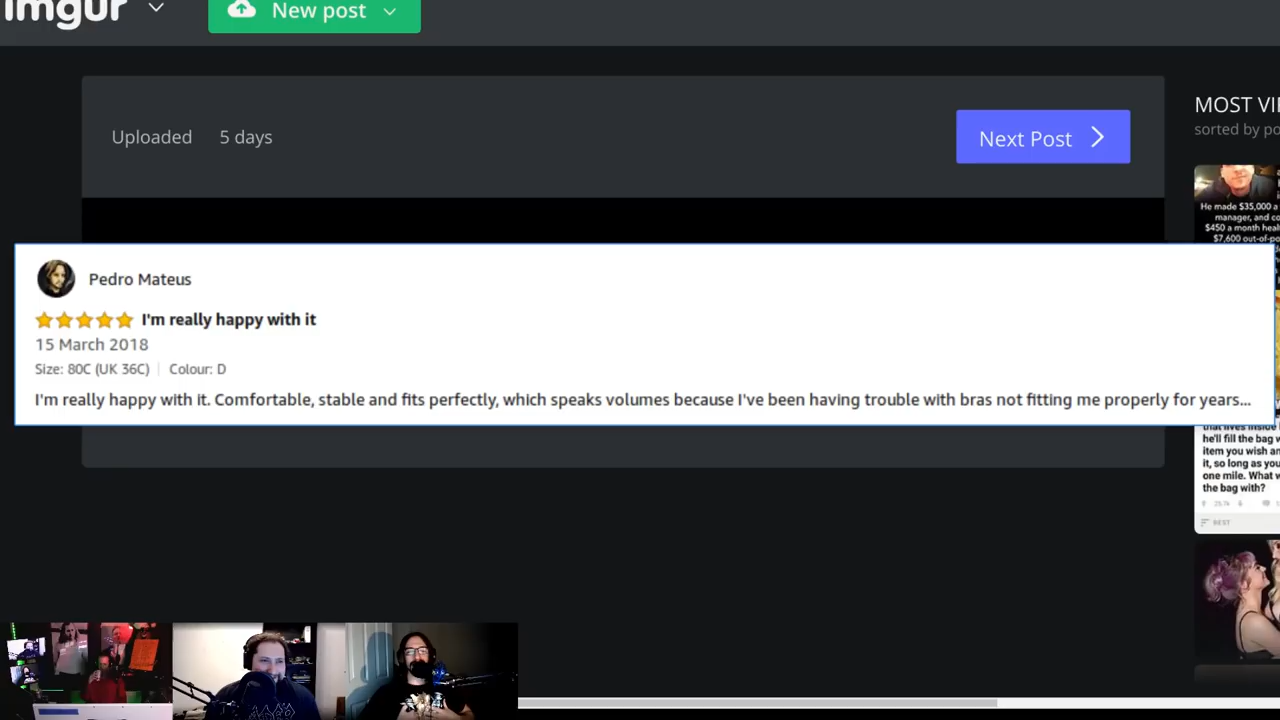 imgur
New post
Uploaded 5 days
Next Post
MOST VI
sorted by po
He made $35,000 a
manager, and co
$450 a month heal
$7,600 out-of-po
Pedro Mateus
I'm really happy with it
15 March 2018
Size: 80C (UK 36C) | Colour: D
I'm really happy with it. Comfortable, stable and fits perfectly, which speaks volumes because I've been having trouble with bras not fitting me properly for years...
that lives inside
he'll fill the bag w
item you wish an
it, so long as you
one mile. What w
the bag with?
BEST